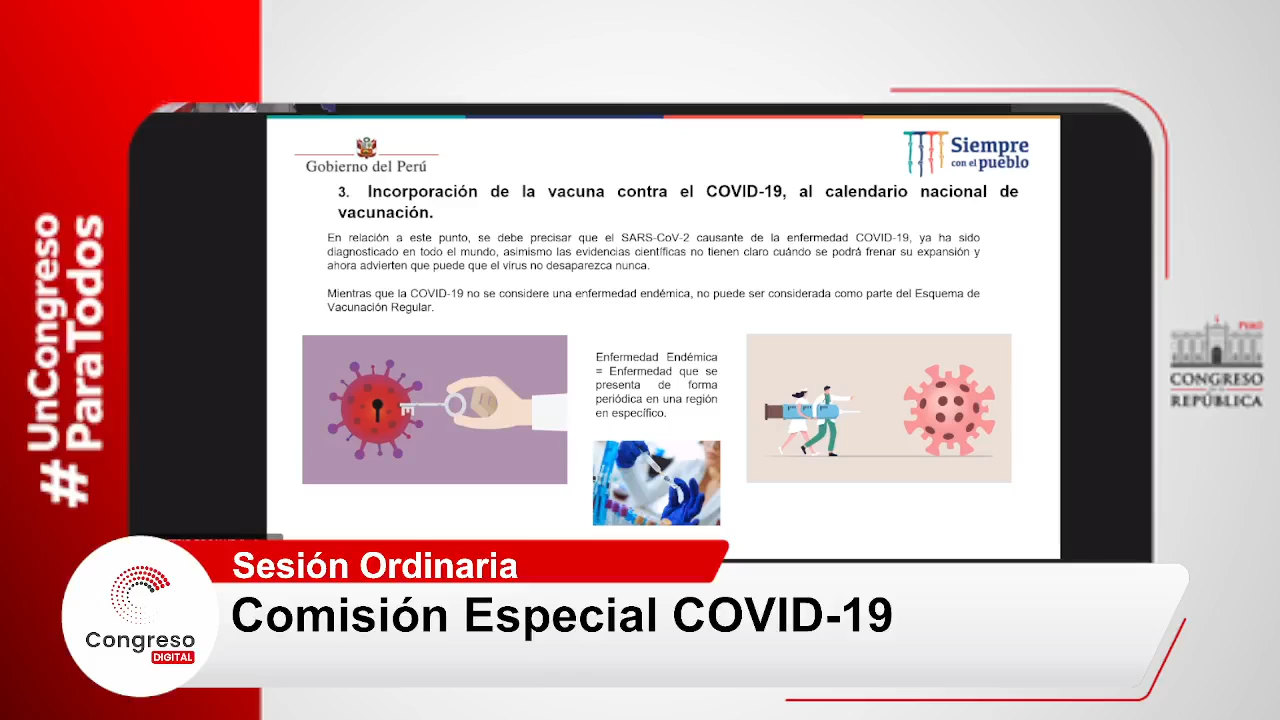 #UnCongreso
ParaTodos
Gobierno del Perú
Siempre
con el pueblo
3. Incorporación de la vacuna contra el COVID-19, al calendario nacional de
vacunación.
En relación a este punto, se debe precisar que el SARS-CoV-2 causante de la enfermedad COVID-19, ya ha sido
diagnosticado en todo el mundo, asimismo las evidencias científicas no tienen claro cuándo se podrá frenar su expansión y
ahora advierten que puede que el virus no desaparezca nunca.
Mientras que la COVID-19 no se considere una enfermedad endémica, no puede ser considerada como parte del Esquema de
Vacunación Regular.
Enfermedad Endémica
= Enfermedad que se
presenta de forma
periódica en una región
en específico.
PERÚ
CONGRESO
REPÚBLICA
Sesión Ordinaria
Comisión Especial COVID-19
Congreso
DIGITAL